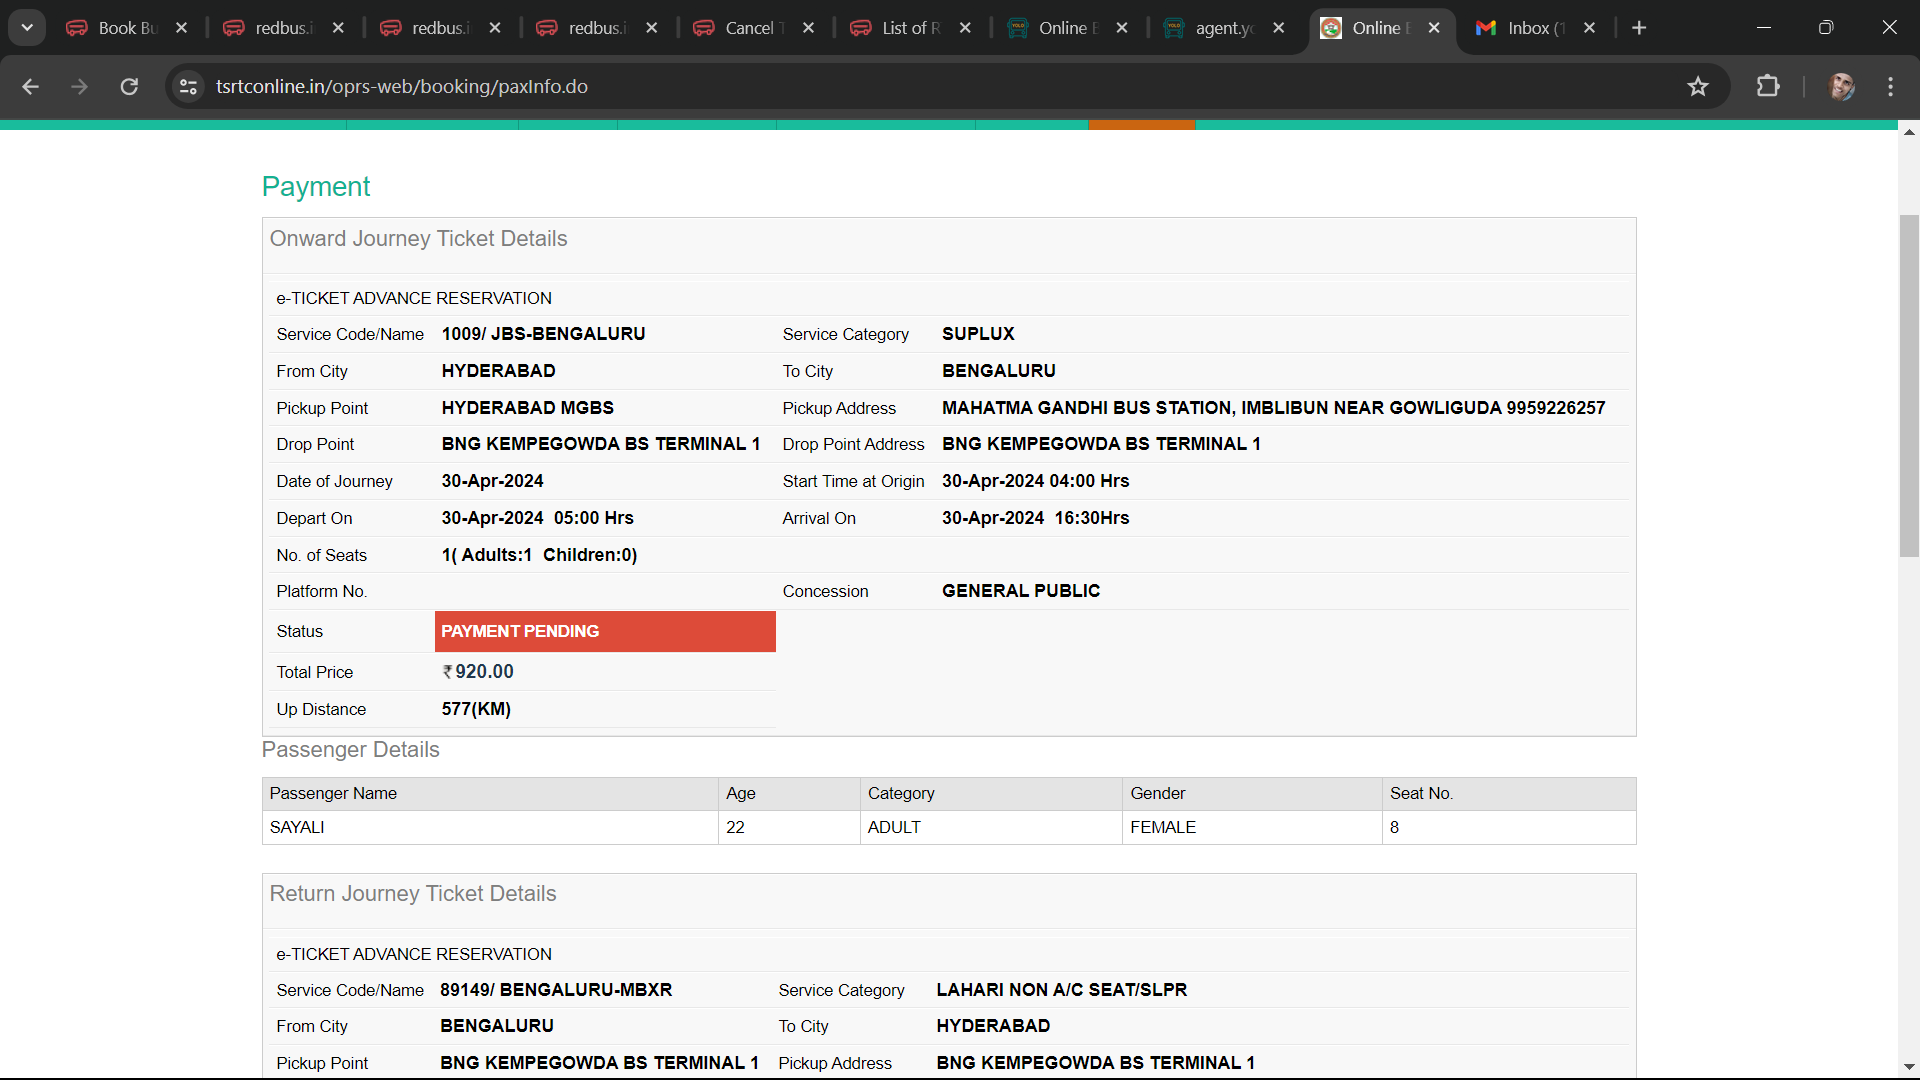 Book Bu
redbus.i
redbus.i
redbus.i
Cancel T
List of R
Online E
agent.yo
Online E
Inbox (1
tsrtconline.in/oprs-web/booking/paxInfo.do
Payment
Onward Journey Ticket Details
e-TICKET ADVANCE RESERVATION
Service Code/Name 1009/ JBS-BENGALURU Service Category SUPLUX
From City HYDERABAD To City BENGALURU
Pickup Point HYDERABAD MGBS Pickup Address MAHATMA GANDHI BUS STATION, IMBLIBUN NEAR GOWLIGUDA 9959226257
Drop Point BNG KEMPEGOWDA BS TERMINAL 1 Drop Point Address BNG KEMPEGOWDA BS TERMINAL 1
Date of Journey 30-Apr-2024 Start Time at Origin 30-Apr-2024 04:00 Hrs
Depart On 30-Apr-2024 05:00 Hrs Arrival On 30-Apr-2024 16:30Hrs
No. of Seats 1( Adults:1 Children:0)
Platform No. Concession GENERAL PUBLIC
Status PAYMENT PENDING
Total Price ₹920.00
Up Distance 577(KM)
Passenger Details
Passenger Name Age Category Gender Seat No.
SAYALI 22 ADULT FEMALE 8
Return Journey Ticket Details
e-TICKET ADVANCE RESERVATION
Service Code/Name 89149/ BENGALURU-MBXR Service Category LAHARI NON A/C SEAT/SLPR
From City BENGALURU To City HYDERABAD
Pickup Point BNG KEMPEGOWDA BS TERMINAL 1 Pickup Address BNG KEMPEGOWDA BS TERMINAL 1